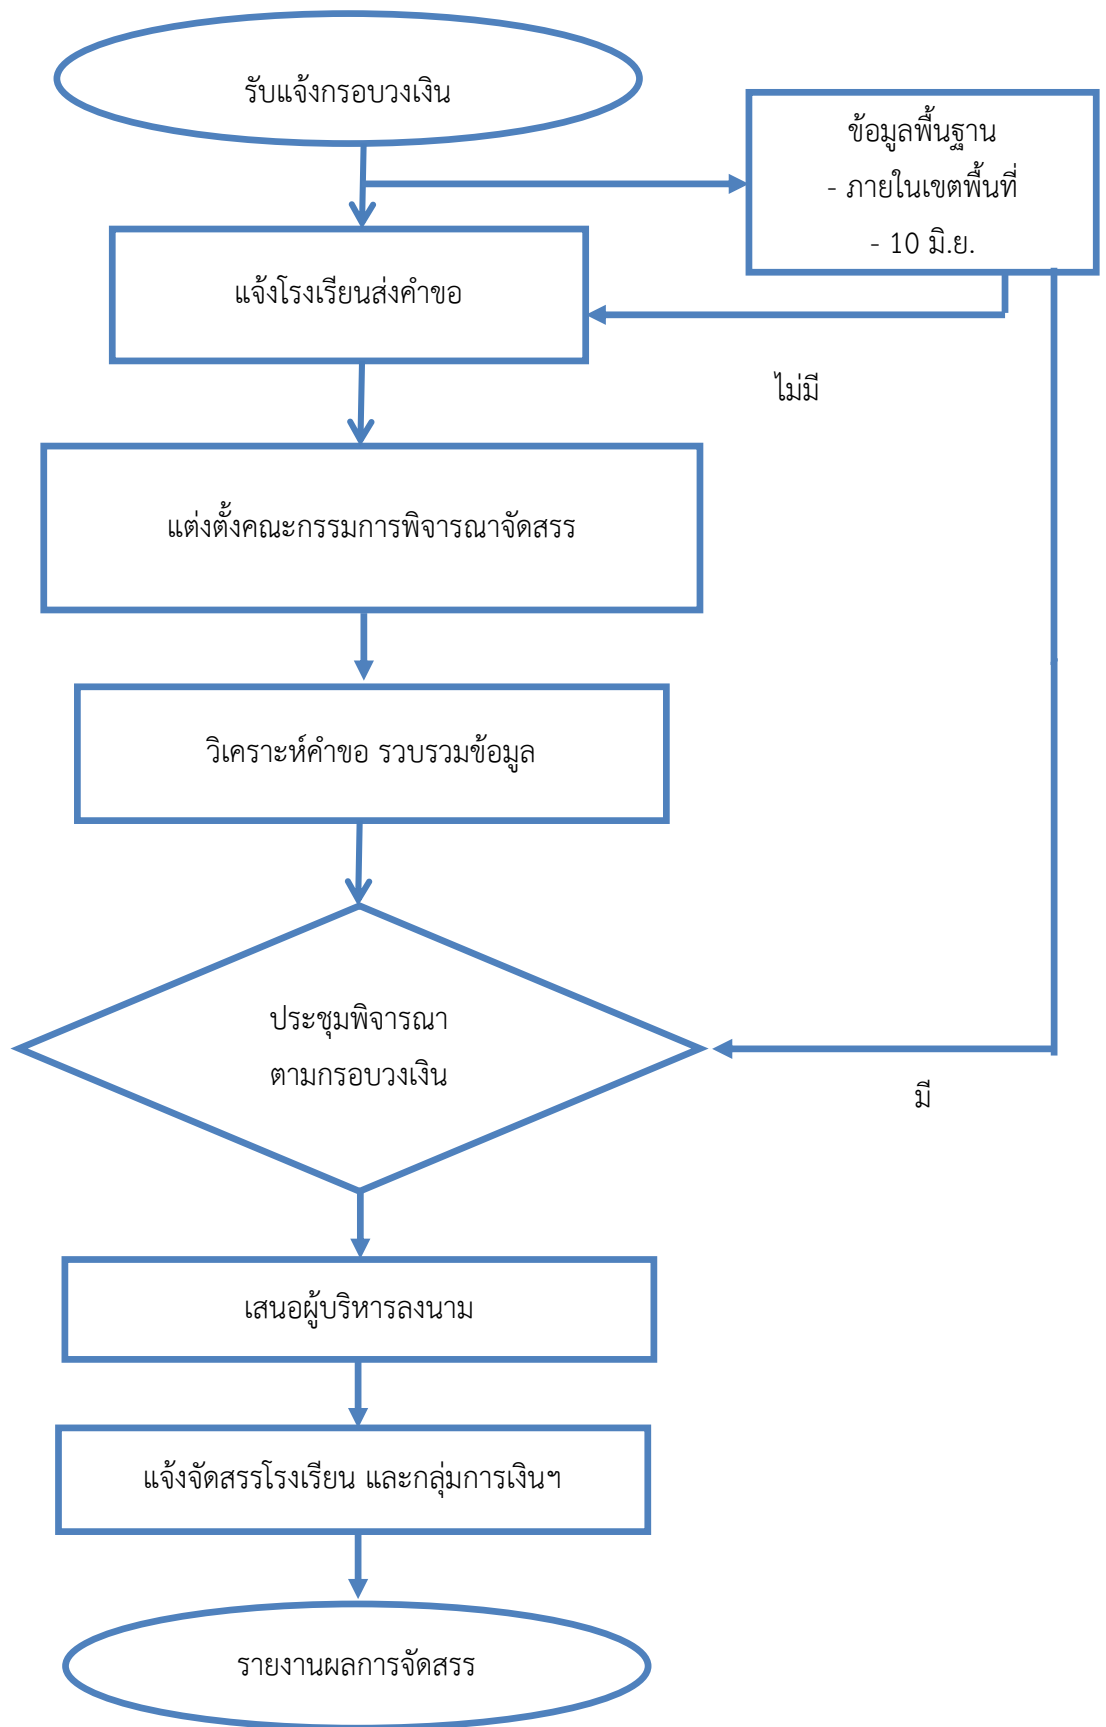 รับแจ้งกรอบวงเงิน
ข้อมูลพื้นฐาน
- ภายในเขตพื้นที่
- 10 มิ.ย.
แจ้งโรงเรียนส่งคำขอ
ไม่มี
แต่งตั้งคณะกรรมการพิจารณาจัดสรร
วิเคราะห์คำขอ รวบรวมข้อมูล
ประชุมพิจารณา
ตามกรอบวงเงิน
มี
เสนอผู้บริหารลงนาม
แจ้งจัดสรรโรงเรียน และกลุ่มการเงินฯ
รายงานผลการจัดสรร